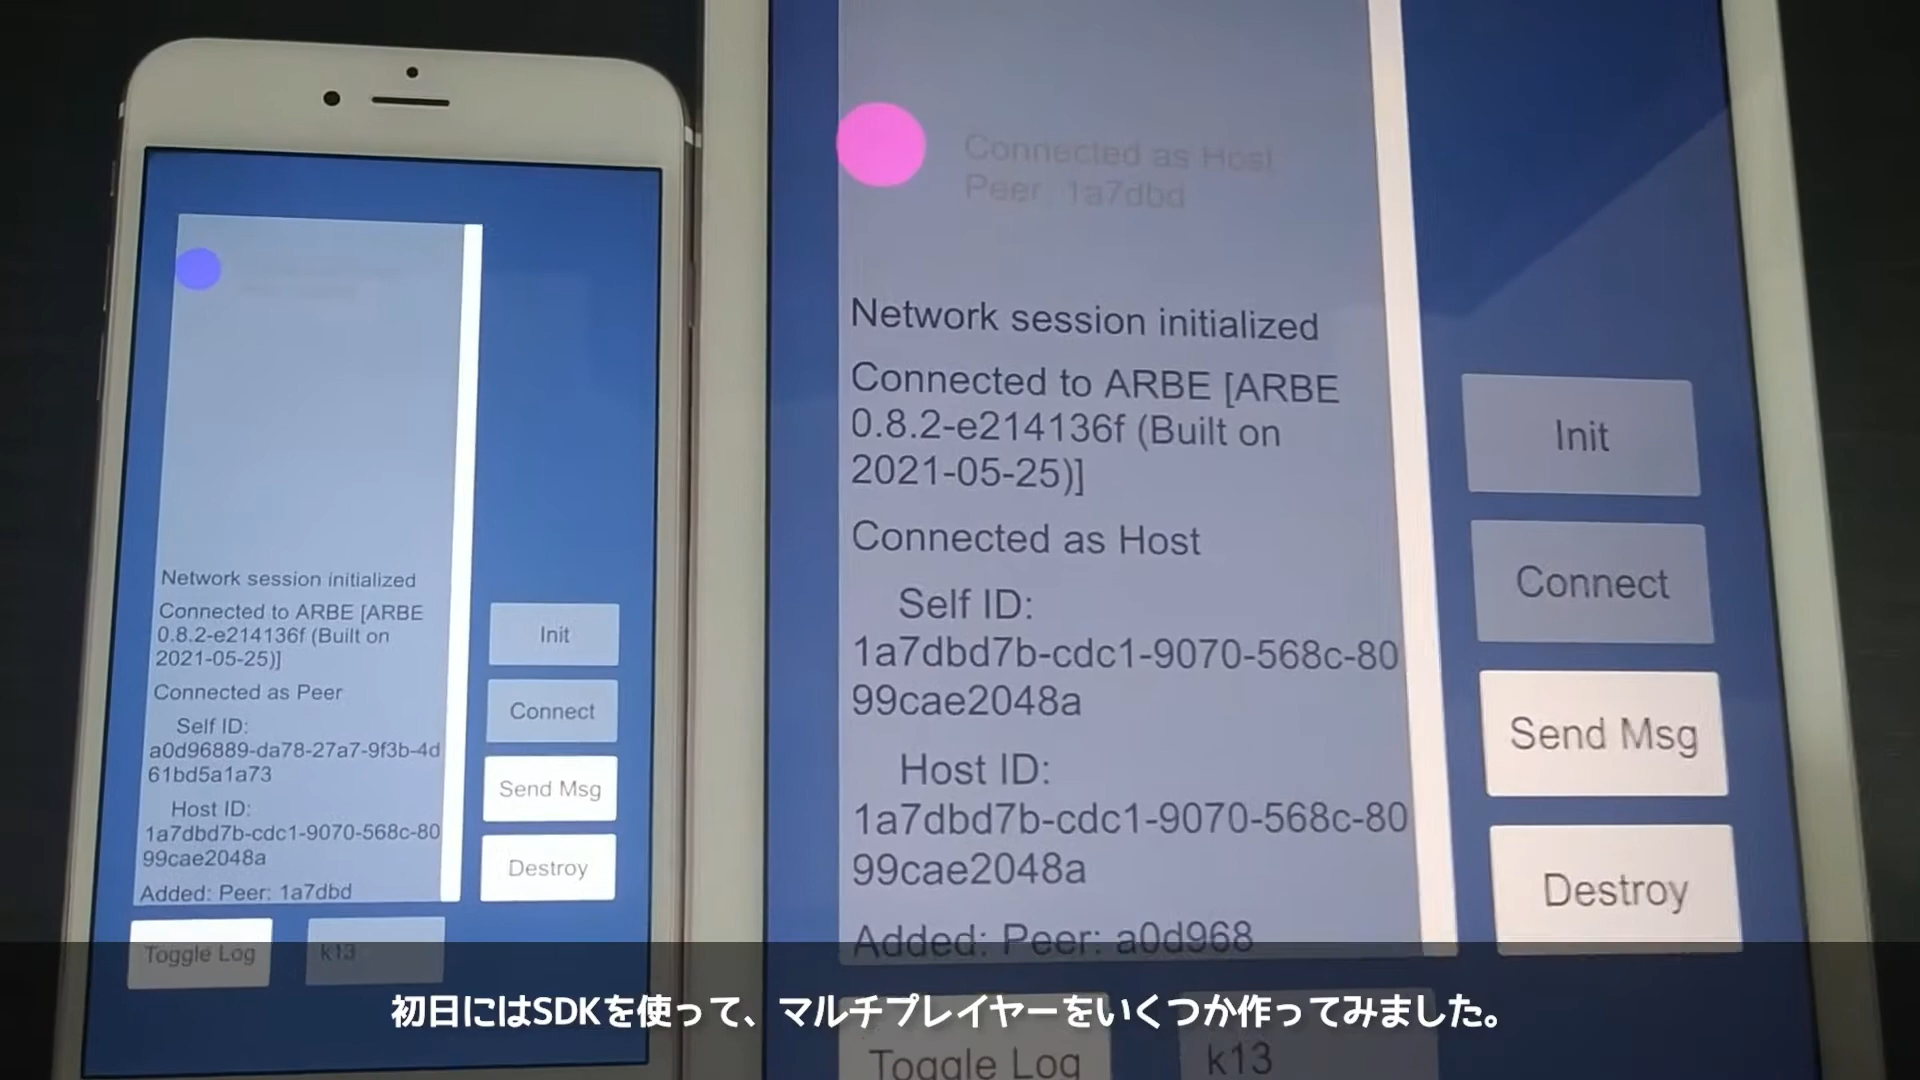 Network session initialized
Connected to ARBE [ARBE
0.8.2-e214136f (Built on
2021-05-25)]
Connected as Peer
Self ID:
a0d96889-da78-27a7-9f3b-4d
61bd5a1a73
Host ID:
1a7dbd7b-cdc1-9070-568c-80
99cae2048a
Added: Peer: 1a7dbd
Init
Connect
Send Msg
Destroy
Toggle Log
k13
Connected as Host
Peer: 1a7dbd
Network session initialized
Connected to ARBE [ARBE
0.8.2-e214136f (Built on
2021-05-25)]
Connected as Host
Self ID:
1a7dbd7b-cdc1-9070-568c-80
99cae2048a
Host ID:
1a7dbd7b-cdc1-9070-568c-80
99cae2048a
Added: Peer: a0d968
Init
Connect
Send Msg
Destroy
Toggle Log
k13
初日にはSDKを使って、マルチプレイヤーをいくつか作ってみました。